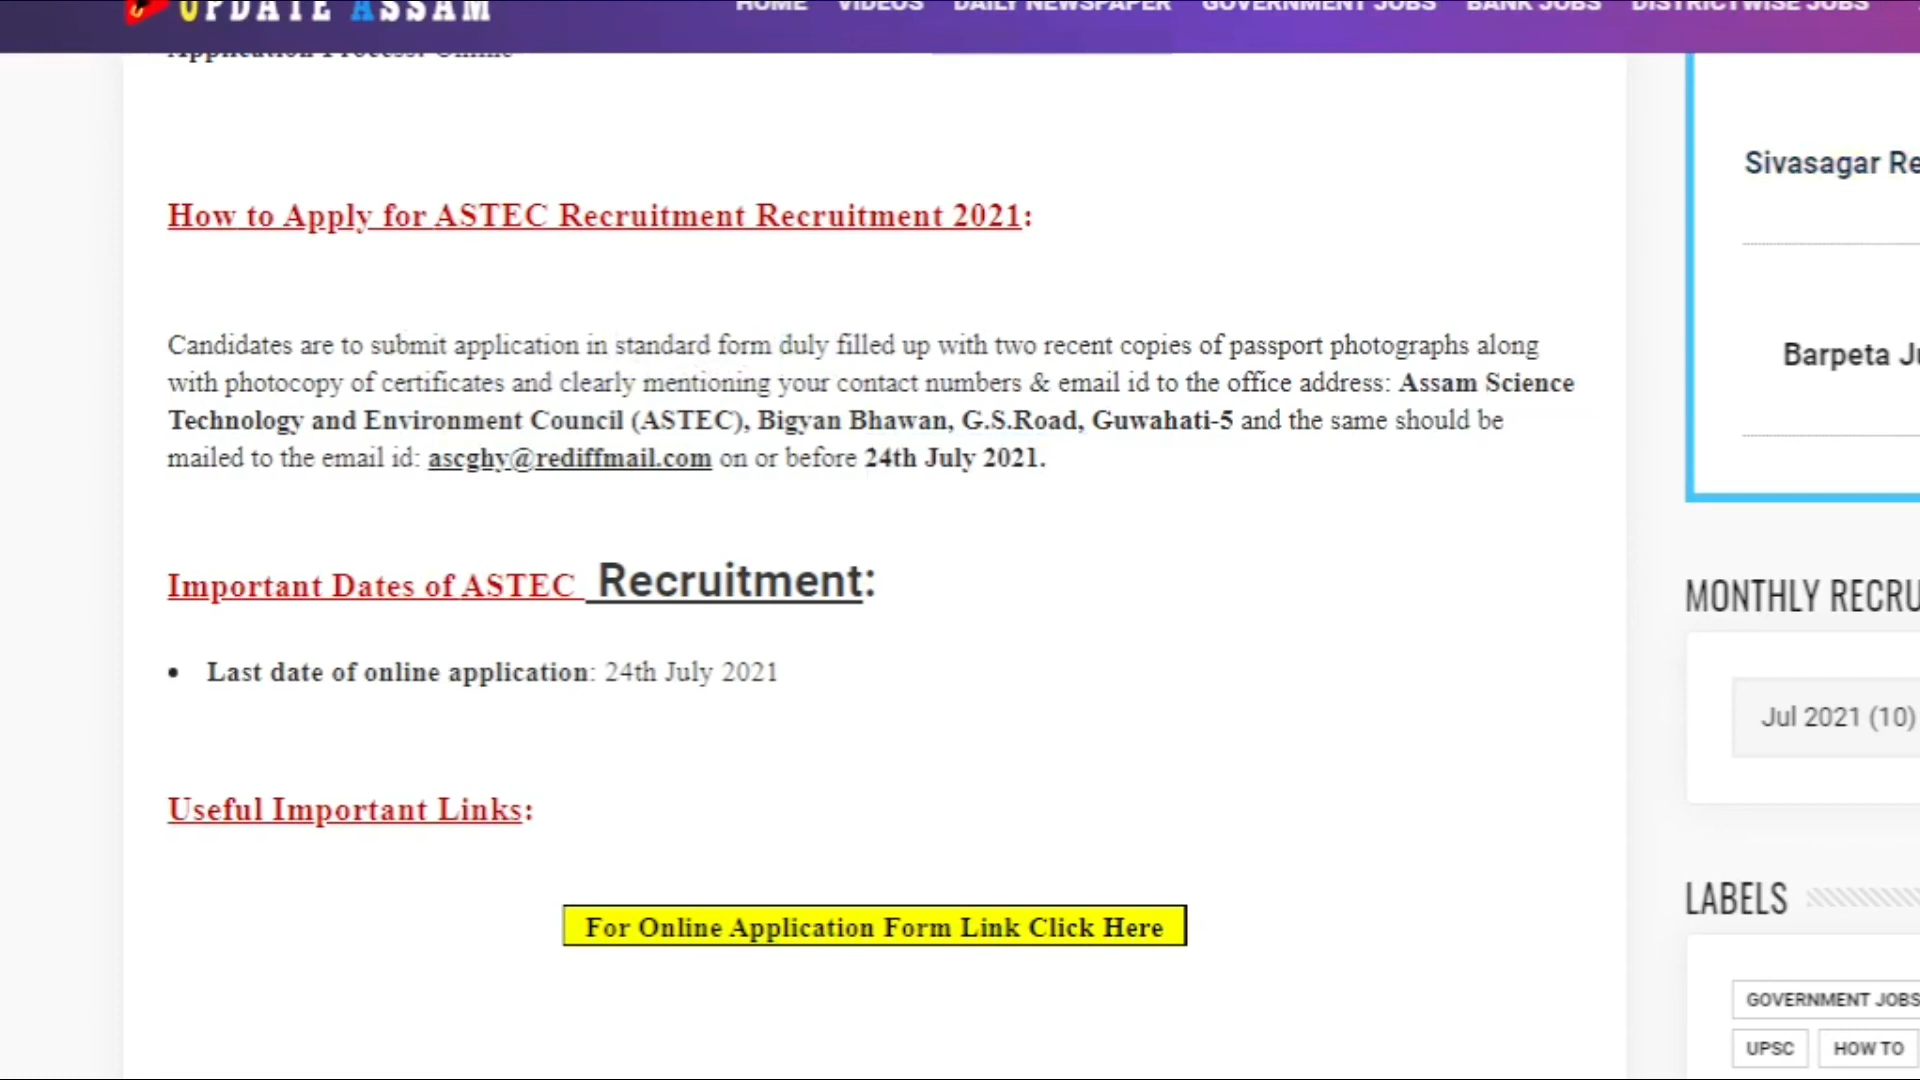 UPDATE ASSAM
HOME VIDEOS DAILY NEWSPAPER GOVERNMENT JOBS BANK JOBS DISTRICTWISE JOBS
Application Process: Online
How to Apply for ASTEC Recruitment Recruitment 2021:
Candidates are to submit application in standard form duly filled up with two recent copies of passport photographs along
with photocopy of certificates and clearly mentioning your contact numbers & email id to the office address: Assam Science
Technology and Environment Council (ASTEC), Bigyan Bhawan, G.S.Road, Guwahati-5 and the same should be
mailed to the email id: ascghy@rediffmail.com on or before 24th July 2021.
Important Dates of ASTEC Recruitment:
• Last date of online application: 24th July 2021
Useful Important Links:
For Online Application Form Link Click Here
Sivasagar Re
Barpeta Ju
MONTHLY RECRU
Jul 2021 (10)
LABELS
GOVERNMENT JOBS
UPSC HOW TO